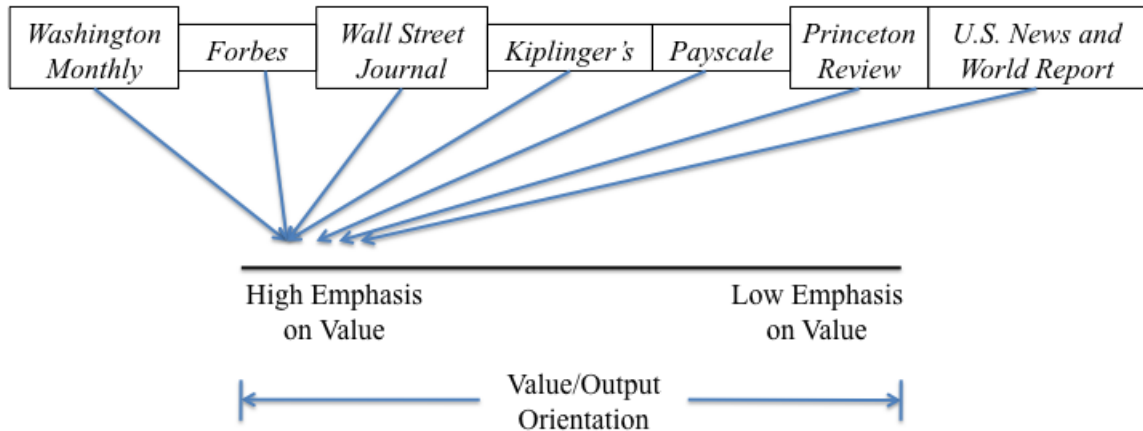 Washington
Monthly
Forbes
Wall Street
Journal
Kiplinger's
Payscale
Princeton
Review
U.S. News and
World Report
High Emphasis
on Value
Low Emphasis
on Value
Value/Output
Orientation